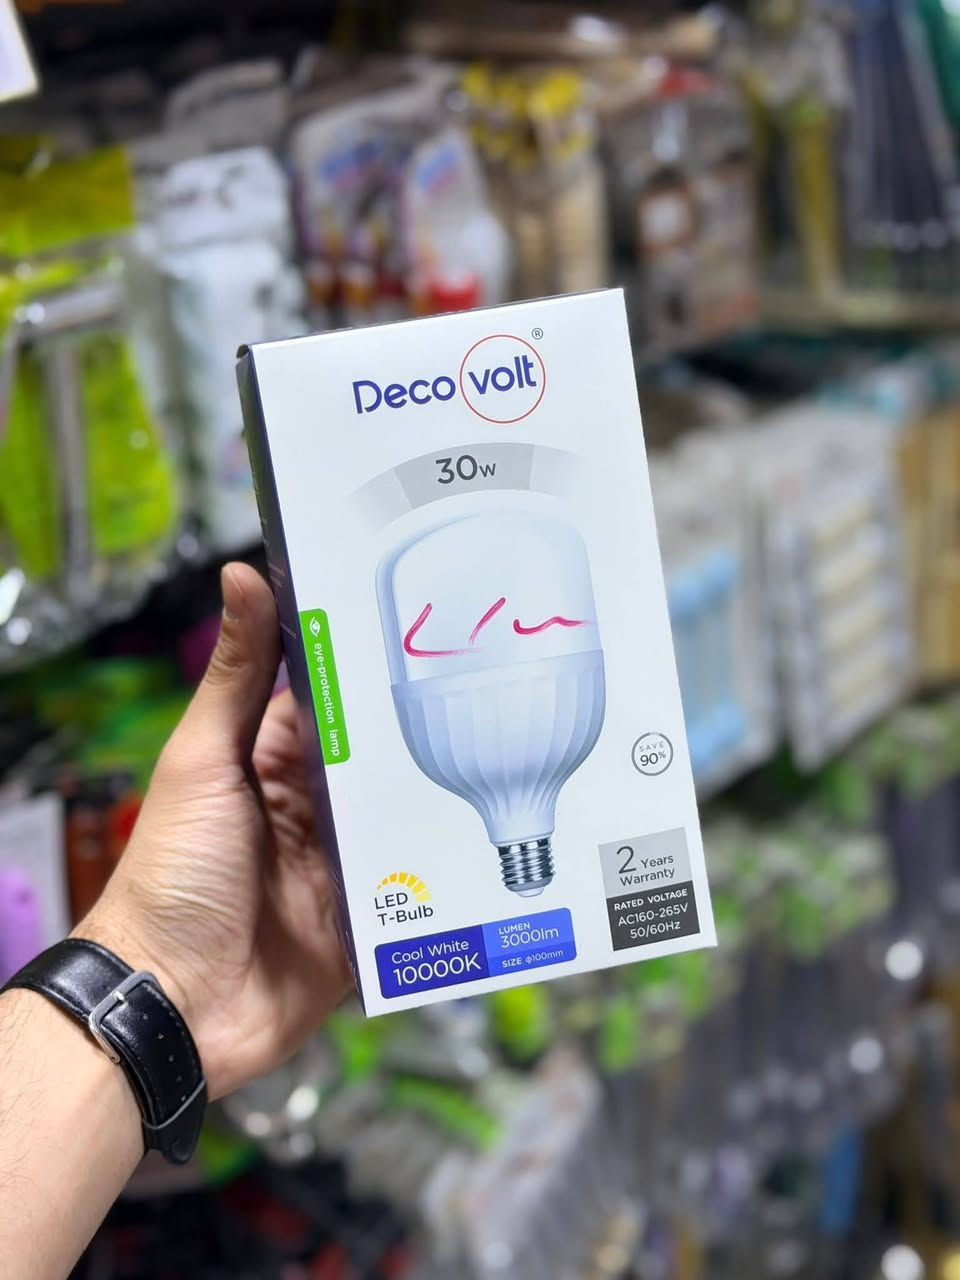 Deco volt ®
30w
eye-protection lamp
SAVE
90%
2 Years
Warranty
RATED VOLTAGE
AC160-265V
50/60Hz
LED
T-Bulb
Cool White
10000K
LUMEN
3000lm
SIZE φ100mm